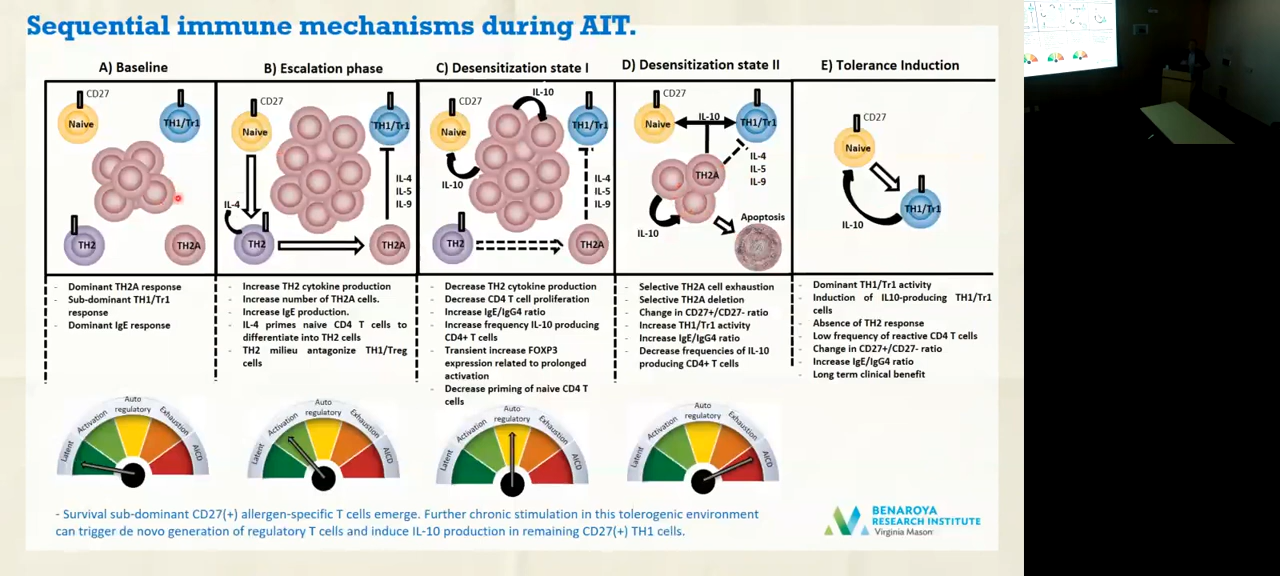 Sequential immune mechanisms during AIT.
A) Baseline
B) Escalation phase
C) Desensitization state I
D) Desensitization state II
E) Tolerance Induction
CD27
Naive
TH1/Tr1
TH2
TH2A
CD27
Naive
TH1/Tr1
IL-4
IL-5
IL-9
IL-4
TH2
TH2A
IL-10
CD27
Naive
TH1/Tr1
IL-10
IL-4
IL-5
IL-9
TH2
TH2A
CD27
Naive
IL-10
TH1/Tr1
IL-4
IL-5
IL-9
TH2A
IL-10
Apoptosis
CD27
Naive
TH1/Tr1
IL-10
- Dominant TH2A response
- Sub-dominant TH1/Tr1
response
- Dominant IgE response
- Increase TH2 cytokine production
- Increase number of TH2A cells.
- Increase IgE production.
- IL-4 primes naive CD4 T cells to
differentiate into TH2 cells
- TH2 milieu antagonize TH1/Treg
cells
- Decrease TH2 cytokine production
- Decrease CD4 T cell proliferation
- Increase IgE/IgG4 ratio
- Increase frequency IL-10 producing
CD4+ T cells
- Transient increase FOXP3
expression related to prolonged
activation
- Decrease priming of naive CD4 T
cells
- Selective TH2A cell exhaustion
- Selective TH2A deletion
- Change in CD27+/CD27- ratio
- Increase TH1/Tr1 activity
- Increase IgE/IgG4 ratio
- Decrease frequencies of IL-10
producing CD4+ T cells
- Dominant TH1/Tr1 activity
- Induction of IL10-producing TH1/Tr1
cells
- Absence of TH2 response
- Low frequency of reactive CD4 T cells
- Change in CD27+/CD27- ratio
- Increase IgE/IgG4 ratio
- Long term clinical benefit
Latent
Activation
Auto
regulatory
Exhaustion
AICD
Latent
Activation
Auto
regulatory
Exhaustion
AICD
Latent
Activation
Auto
regulatory
Exhaustion
AICD
Latent
Activation
Auto
regulatory
Exhaustion
AICD
- Survival sub-dominant CD27(+) allergen-specific T cells emerge. Further chronic stimulation in this tolerogenic environment
can trigger de novo generation of regulatory T cells and induce IL-10 production in remaining CD27(+) TH1 cells.
BENAROYA
RESEARCH INSTITUTE
Virginia Mason